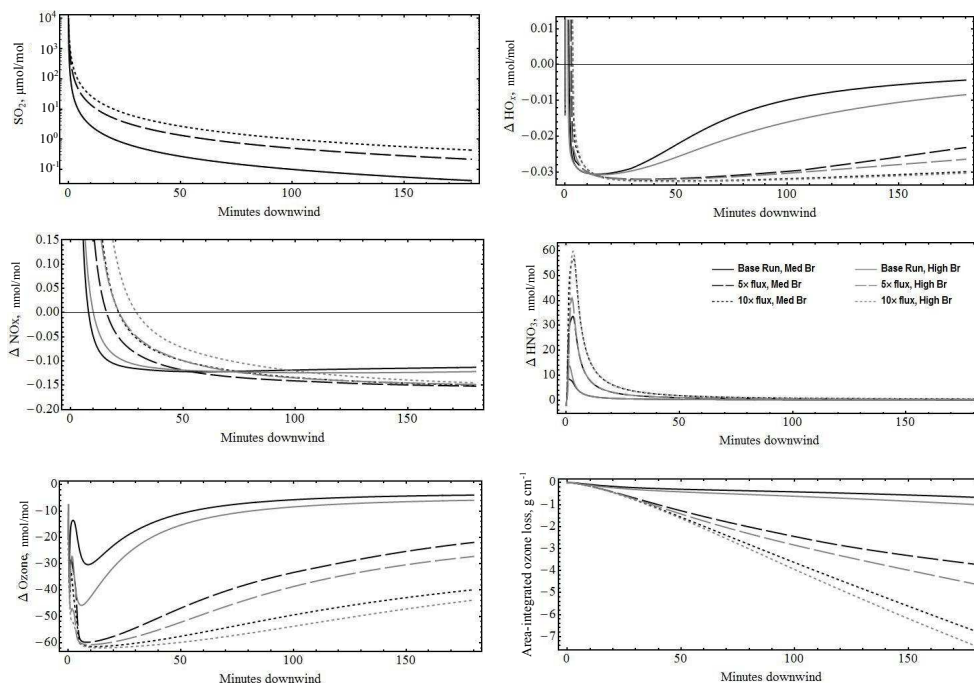 10⁴
10³
10²
10¹
10⁰
10⁻¹
SO₂, μmol/mol
0 50 100 150
Minutes downwind
0.00
−0.01
−0.02
−0.03
Δ HOₓ, nmol/mol
0 50 100 150
Minutes downwind
0.15
0.10
0.05
0.00
−0.05
−0.10
−0.15
−0.20
Δ NOx, nmol/mol
0 50 100 150
Minutes downwind
60
50
40
30
20
10
0
Δ HNO₃, nmol/mol
Base Run, Med Br Base Run, High Br
5× flux, Med Br 5× flux, High Br
10× flux, Med Br 10× flux, High Br
0 50 100 150
Minutes downwind
0
−10
−20
−30
−40
−50
−60
Δ Ozone, nmol/mol
0 50 100 150
Minutes downwind
0
−1
−2
−3
−4
−5
−6
−7
Area-integrated ozone loss, g cm⁻¹
0 50 100 150
Minutes downwind